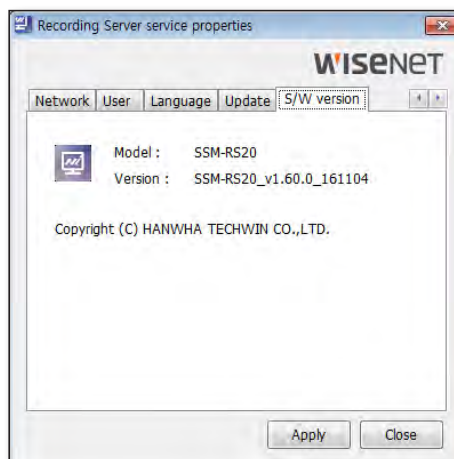 Recording Server service properties
WISENET
Network User Language Update S/W version
Model : SSM-RS20
Version : SSM-RS20_v1.60.0_161104
Copyright (C) HANWHA TECHWIN CO.,LTD.
Apply Close